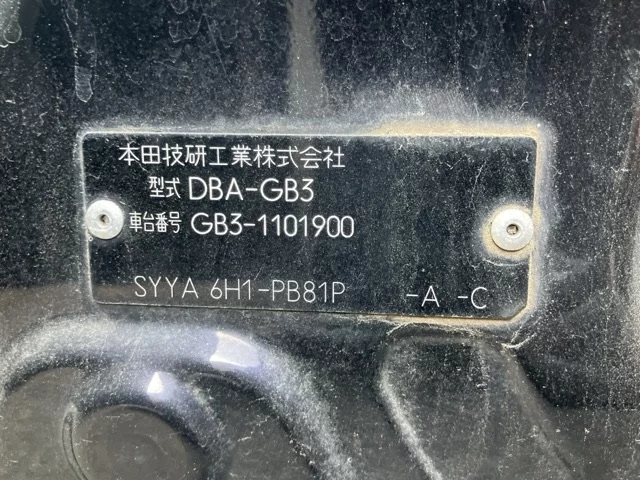 本田技研工業株式会社
型式 DBA-GB3
車台番号 GB3-1101900
SYYA 6H1-PB81P -A -C